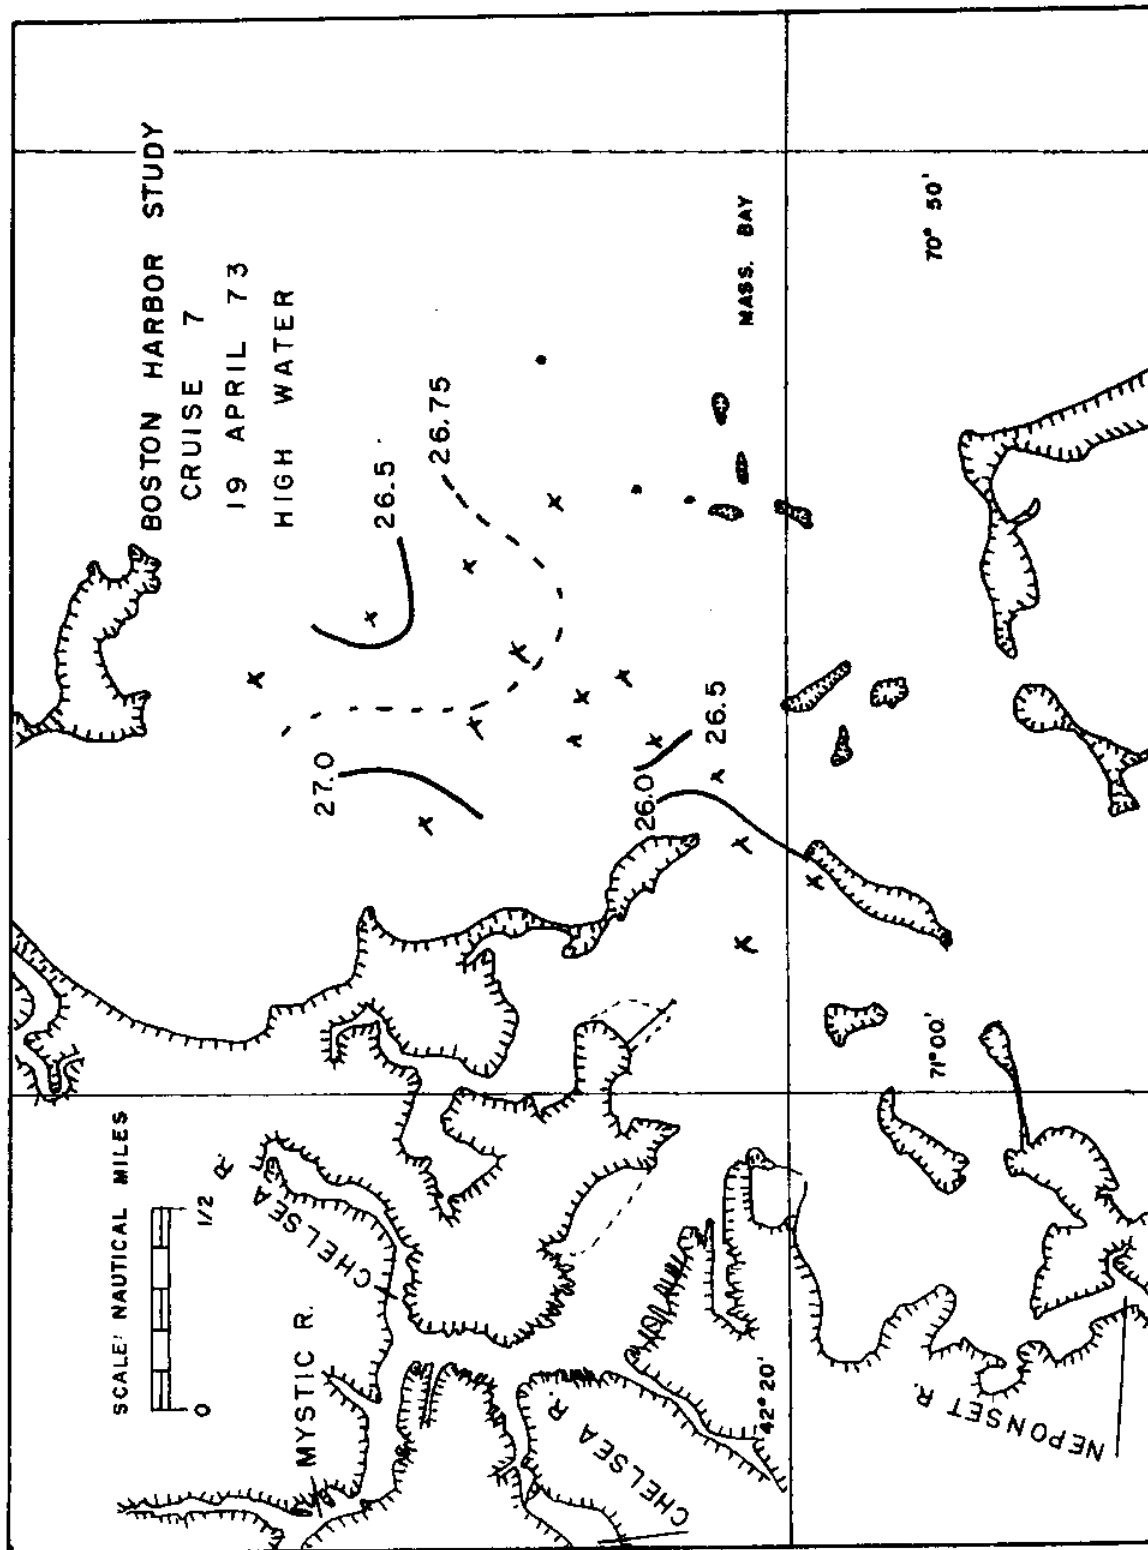 BOSTON HARBOR STUDY
CRUISE 7
19 APRIL 73
HIGH WATER
SCALE: NAUTICAL MILES
0 1/2
MYSTIC R.
CHELSEA R.
CHELSEA R.
NEPONSET R.
27.0
26.5
26.75
26.0
26.5
MASS. BAY
42° 20'
71° 00'
70° 50'